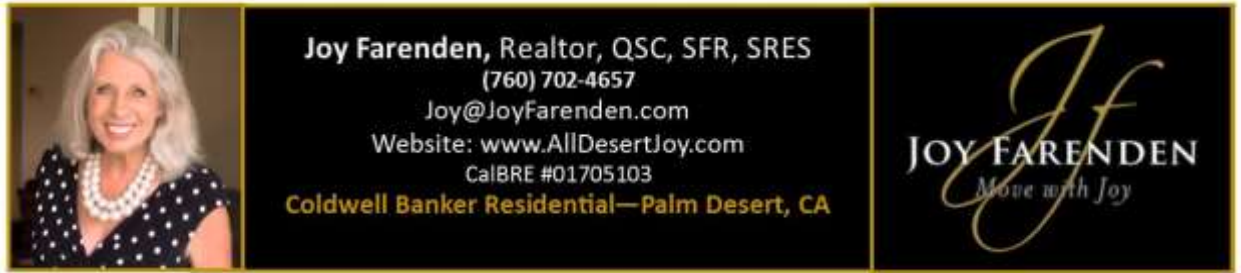 Joy Farenden, Realtor, QSC, SFR, SRES
(760) 702-4657
Joy@JoyFarenden.com
Website: www.AllDesertJoy.com
CalBRE #01705103
Coldwell Banker Residential—Palm Desert, CA
Jf
JOY FARENDEN
Move with Joy